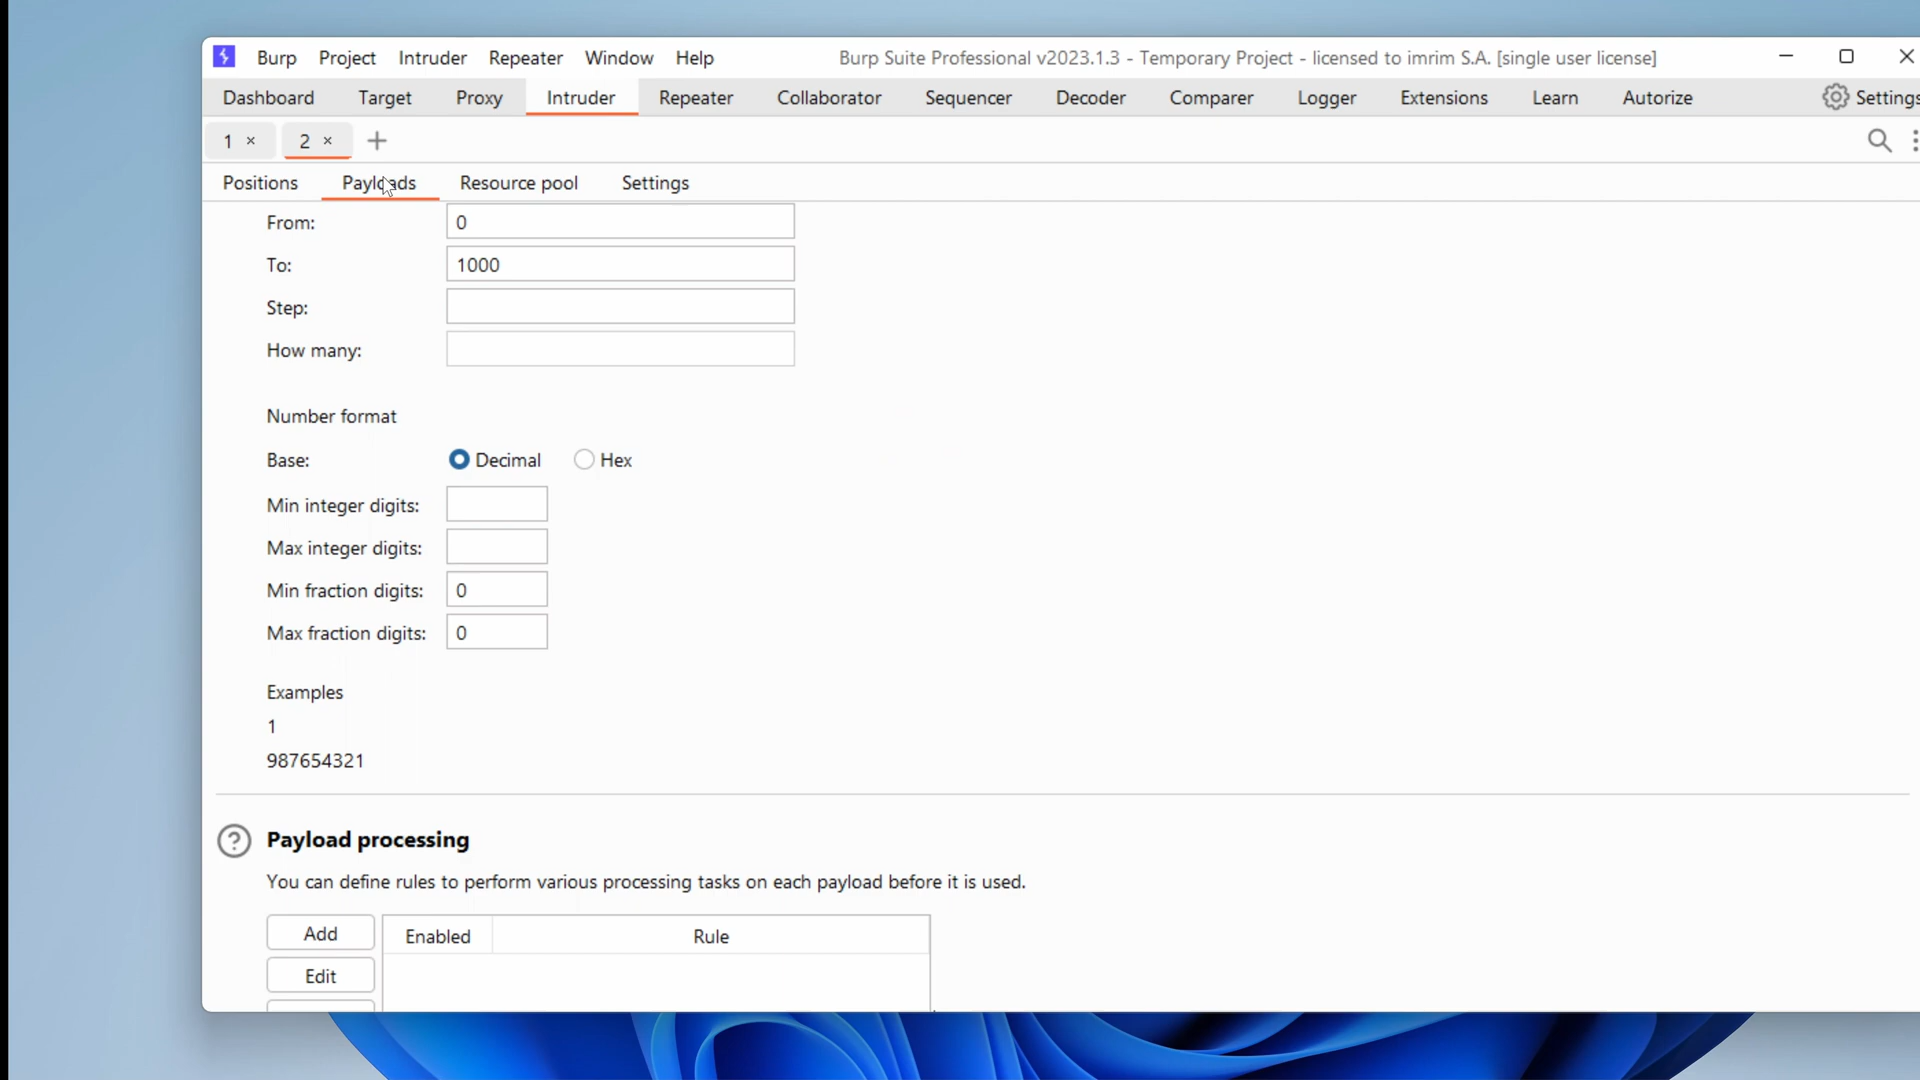 Burp Project Intruder Repeater Window Help Burp Suite Professional v2023.1.3 - Temporary Project - licensed to imrim S.A. [single user license]
Dashboard Target Proxy Intruder Repeater Collaborator Sequencer Decoder Comparer Logger Extensions Learn Autorize Settings
1 × 2 × +
Positions Payloads Resource pool Settings
From: 0
To: 1000
Step:
How many:
Number format
Base: Decimal Hex
Min integer digits:
Max integer digits:
Min fraction digits: 0
Max fraction digits: 0
Examples
1
987654321
? Payload processing
You can define rules to perform various processing tasks on each payload before it is used.
Add Enabled Rule
Edit